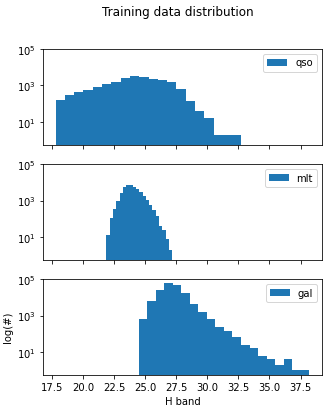 Training data distribution
10^5
10^3
10^1
qso
10^5
10^3
10^1
mlt
10^5
10^3
10^1
gal
log(#)
17.5 20.0 22.5 25.0 27.5 30.0 32.5 35.0 37.5
H band